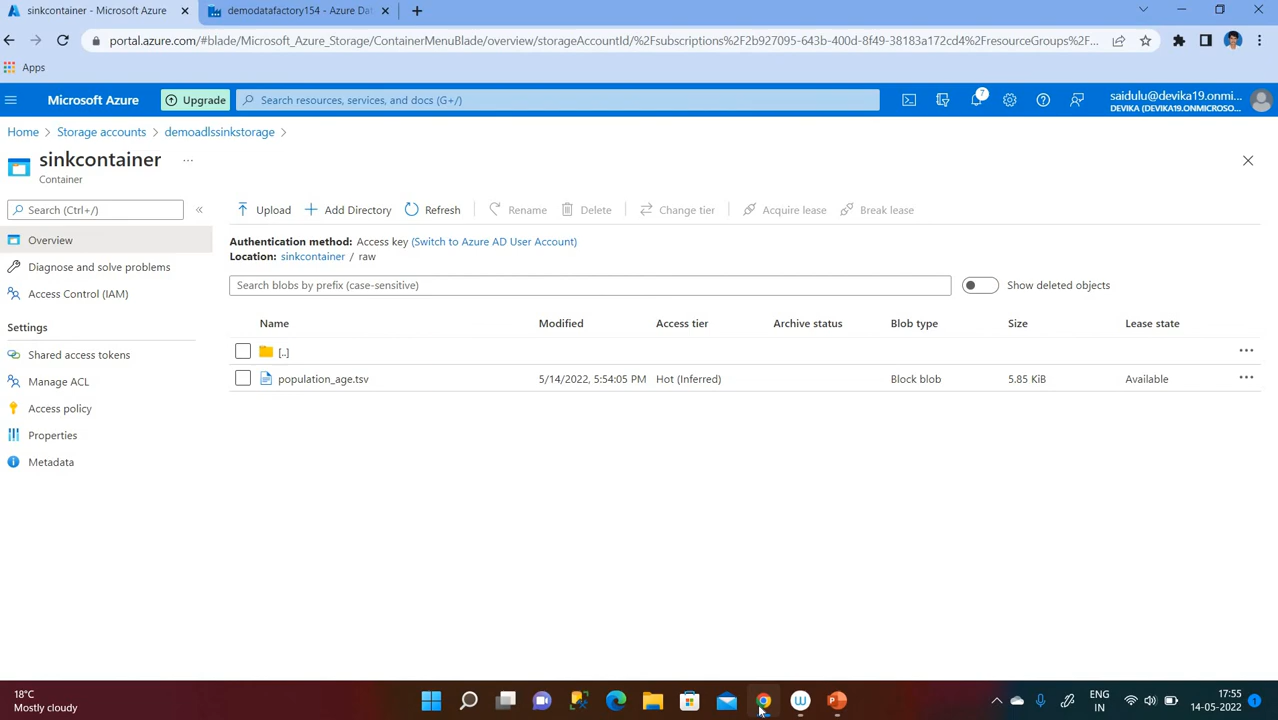 sinkcontainer - Microsoft Azure
demodatafactory154 - Azure Dat
portal.azure.com/#blade/Microsoft_Azure_Storage/ContainerMenuBlade/overview/storageAccountId/%2Fsubscriptions%2F2b927095-643b-400d-8f49-38183a172cd4%2FresourceGroups%2F...
Apps
Microsoft Azure
Upgrade
Search resources, services, and docs (G+/)
7
saidulu@devika19.onmi...
DEVIKA (DEVIKA19.ONMICROSO...
Home > Storage accounts > demoadlssinkstorage >
sinkcontainer ...
Container
Search (Ctrl+/)
«
Upload
Add Directory
Refresh
Rename
Delete
Change tier
Acquire lease
Break lease
Overview
Diagnose and solve problems
Access Control (IAM)
Settings
Shared access tokens
Manage ACL
Access policy
Properties
Metadata
Authentication method: Access key (Switch to Azure AD User Account)
Location: sinkcontainer / raw
Search blobs by prefix (case-sensitive)
Show deleted objects
Name Modified Access tier Archive status Blob type Size Lease state
[..]
population_age.tsv 5/14/2022, 5:54:05 PM Hot (Inferred) Block blob 5.85 KiB Available
18°C
Mostly cloudy
ENG
IN
17:55
14-05-2022
1